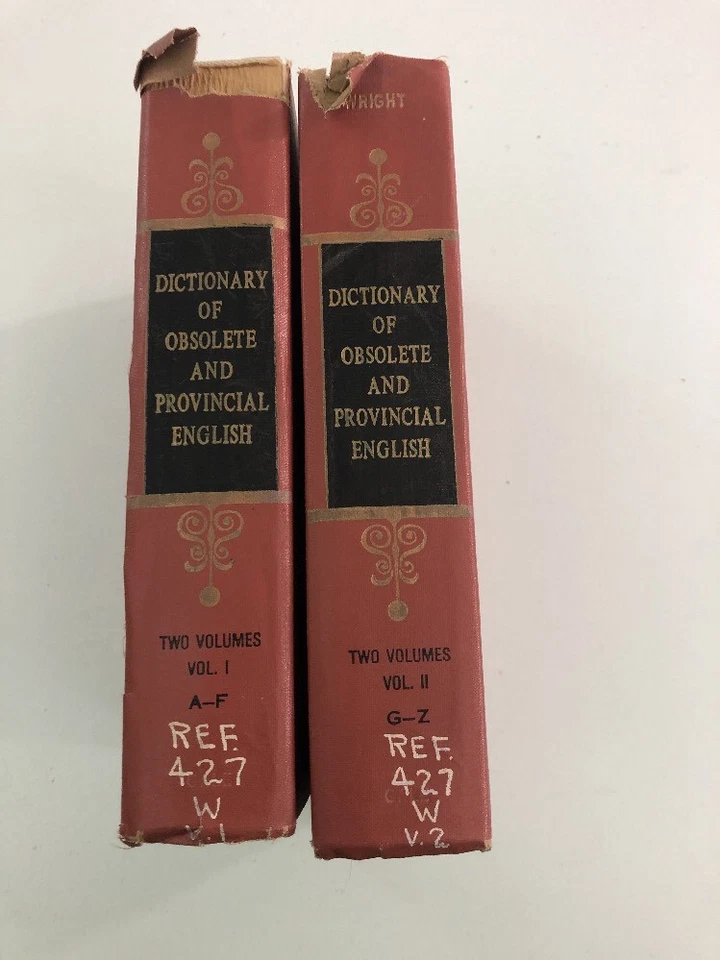 DICTIONARY
OF
OBSOLETE
AND
PROVINCIAL
ENGLISH
TWO VOLUMES
VOL. I
A–F
REF.
427
W
v.1
WRIGHT
DICTIONARY
OF
OBSOLETE
AND
PROVINCIAL
ENGLISH
TWO VOLUMES
VOL. II
G–Z
REF.
427
W
v.2